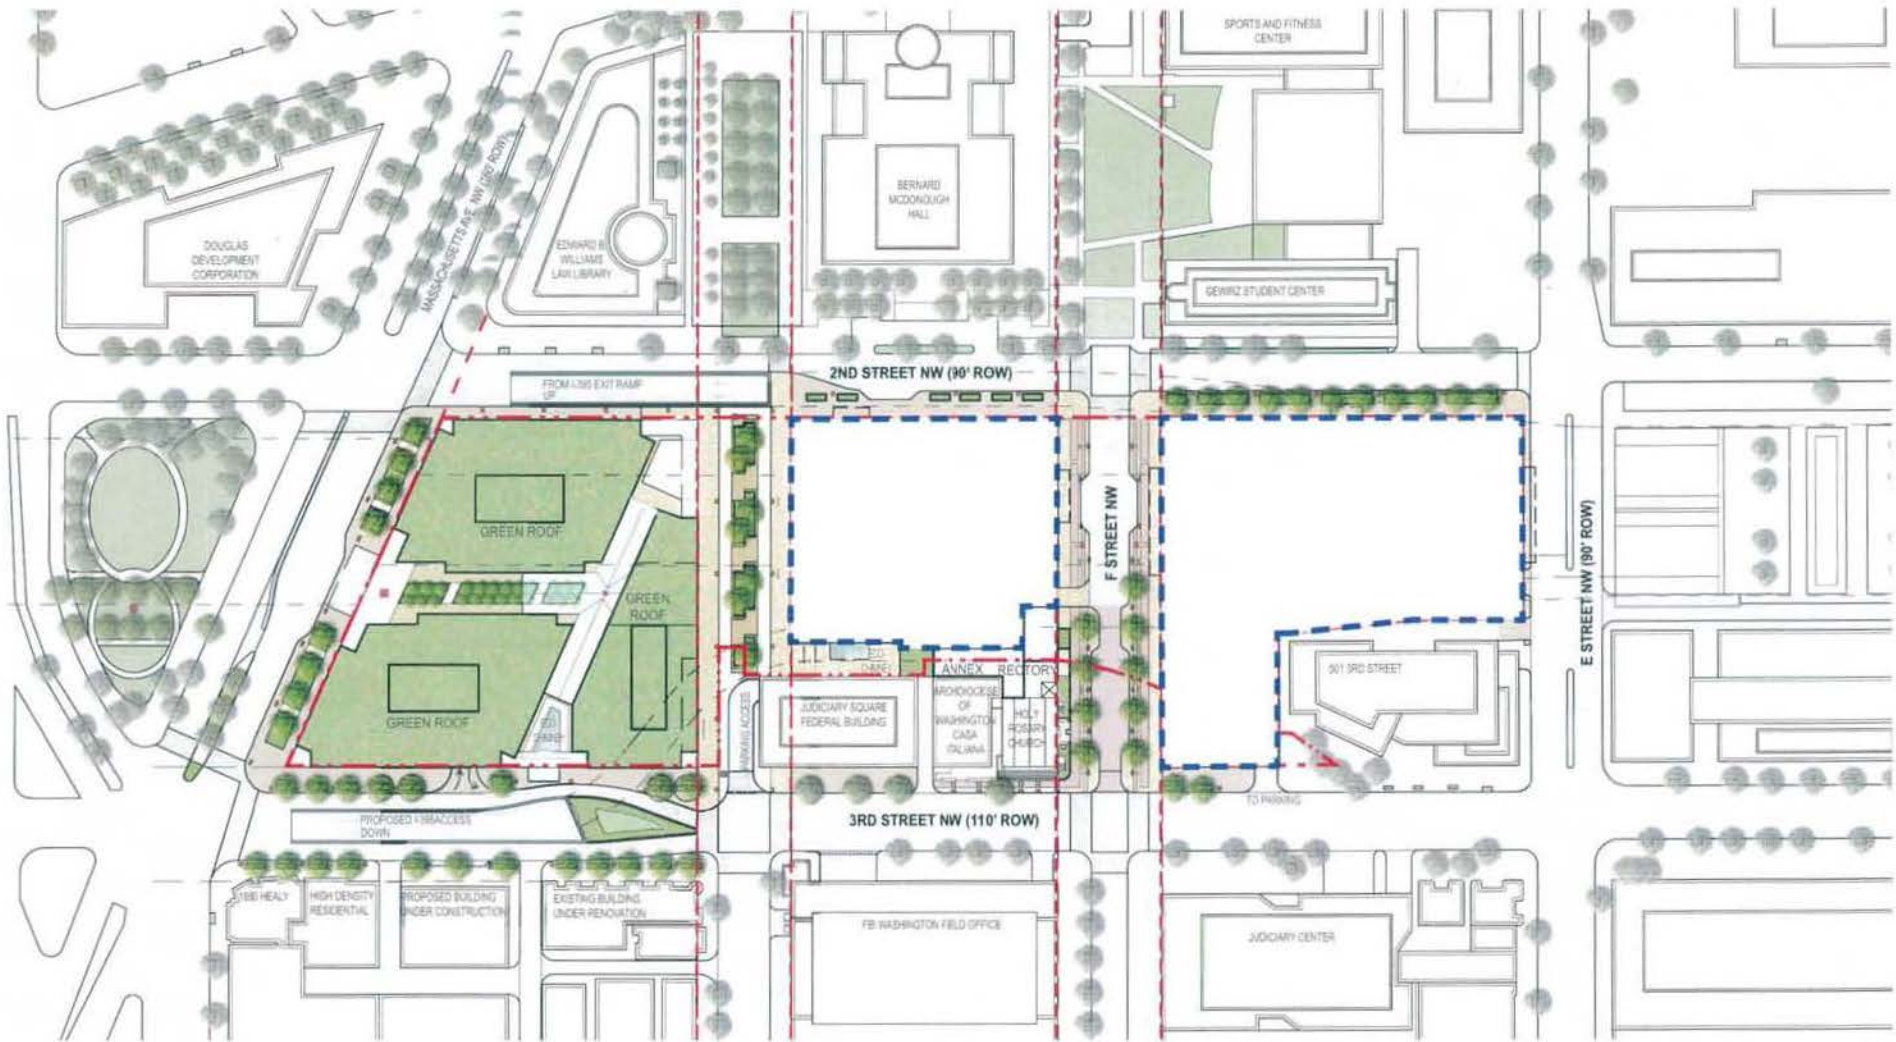 SPORTS AND FITNESS
CENTER
BERNARD
MCDONOUGH
HALL
MASSACHUSETTS AVE. NW (160' ROW)
DOUGLAS
DEVELOPMENT
CORPORATION
EDWARD B
WILLIAMS
LAW LIBRARY
GEWIRZ STUDENT CENTER
2ND STREET NW (90' ROW)
FROM I-395 EXIT RAMP
UP
GREEN ROOF
F STREET NW
E STREET NW (90' ROW)
GREEN
ROOF
ECO
CHIMNEY
ANNEX
RECTORY
501 3RD STREET
GREEN ROOF
ECO
CHIMNEY
PARKING ACCESS
JUDICIARY SQUARE
FEDERAL BUILDING
ARCHDIOCESE
OF
WASHINGTON
CASA
ITALIANA
HOLY
ROSARY
CHURCH
TO PARKING
PROPOSED I-395 ACCESS
DOWN
3RD STREET NW (110' ROW)
HIGH DENSITY
RESIDENTIAL
PROPOSED BUILDING
UNDER CONSTRUCTION
EXISTING BUILDING
UNDER RENOVATION
FBI WASHINGTON FIELD OFFICE
JUDICIARY CENTER